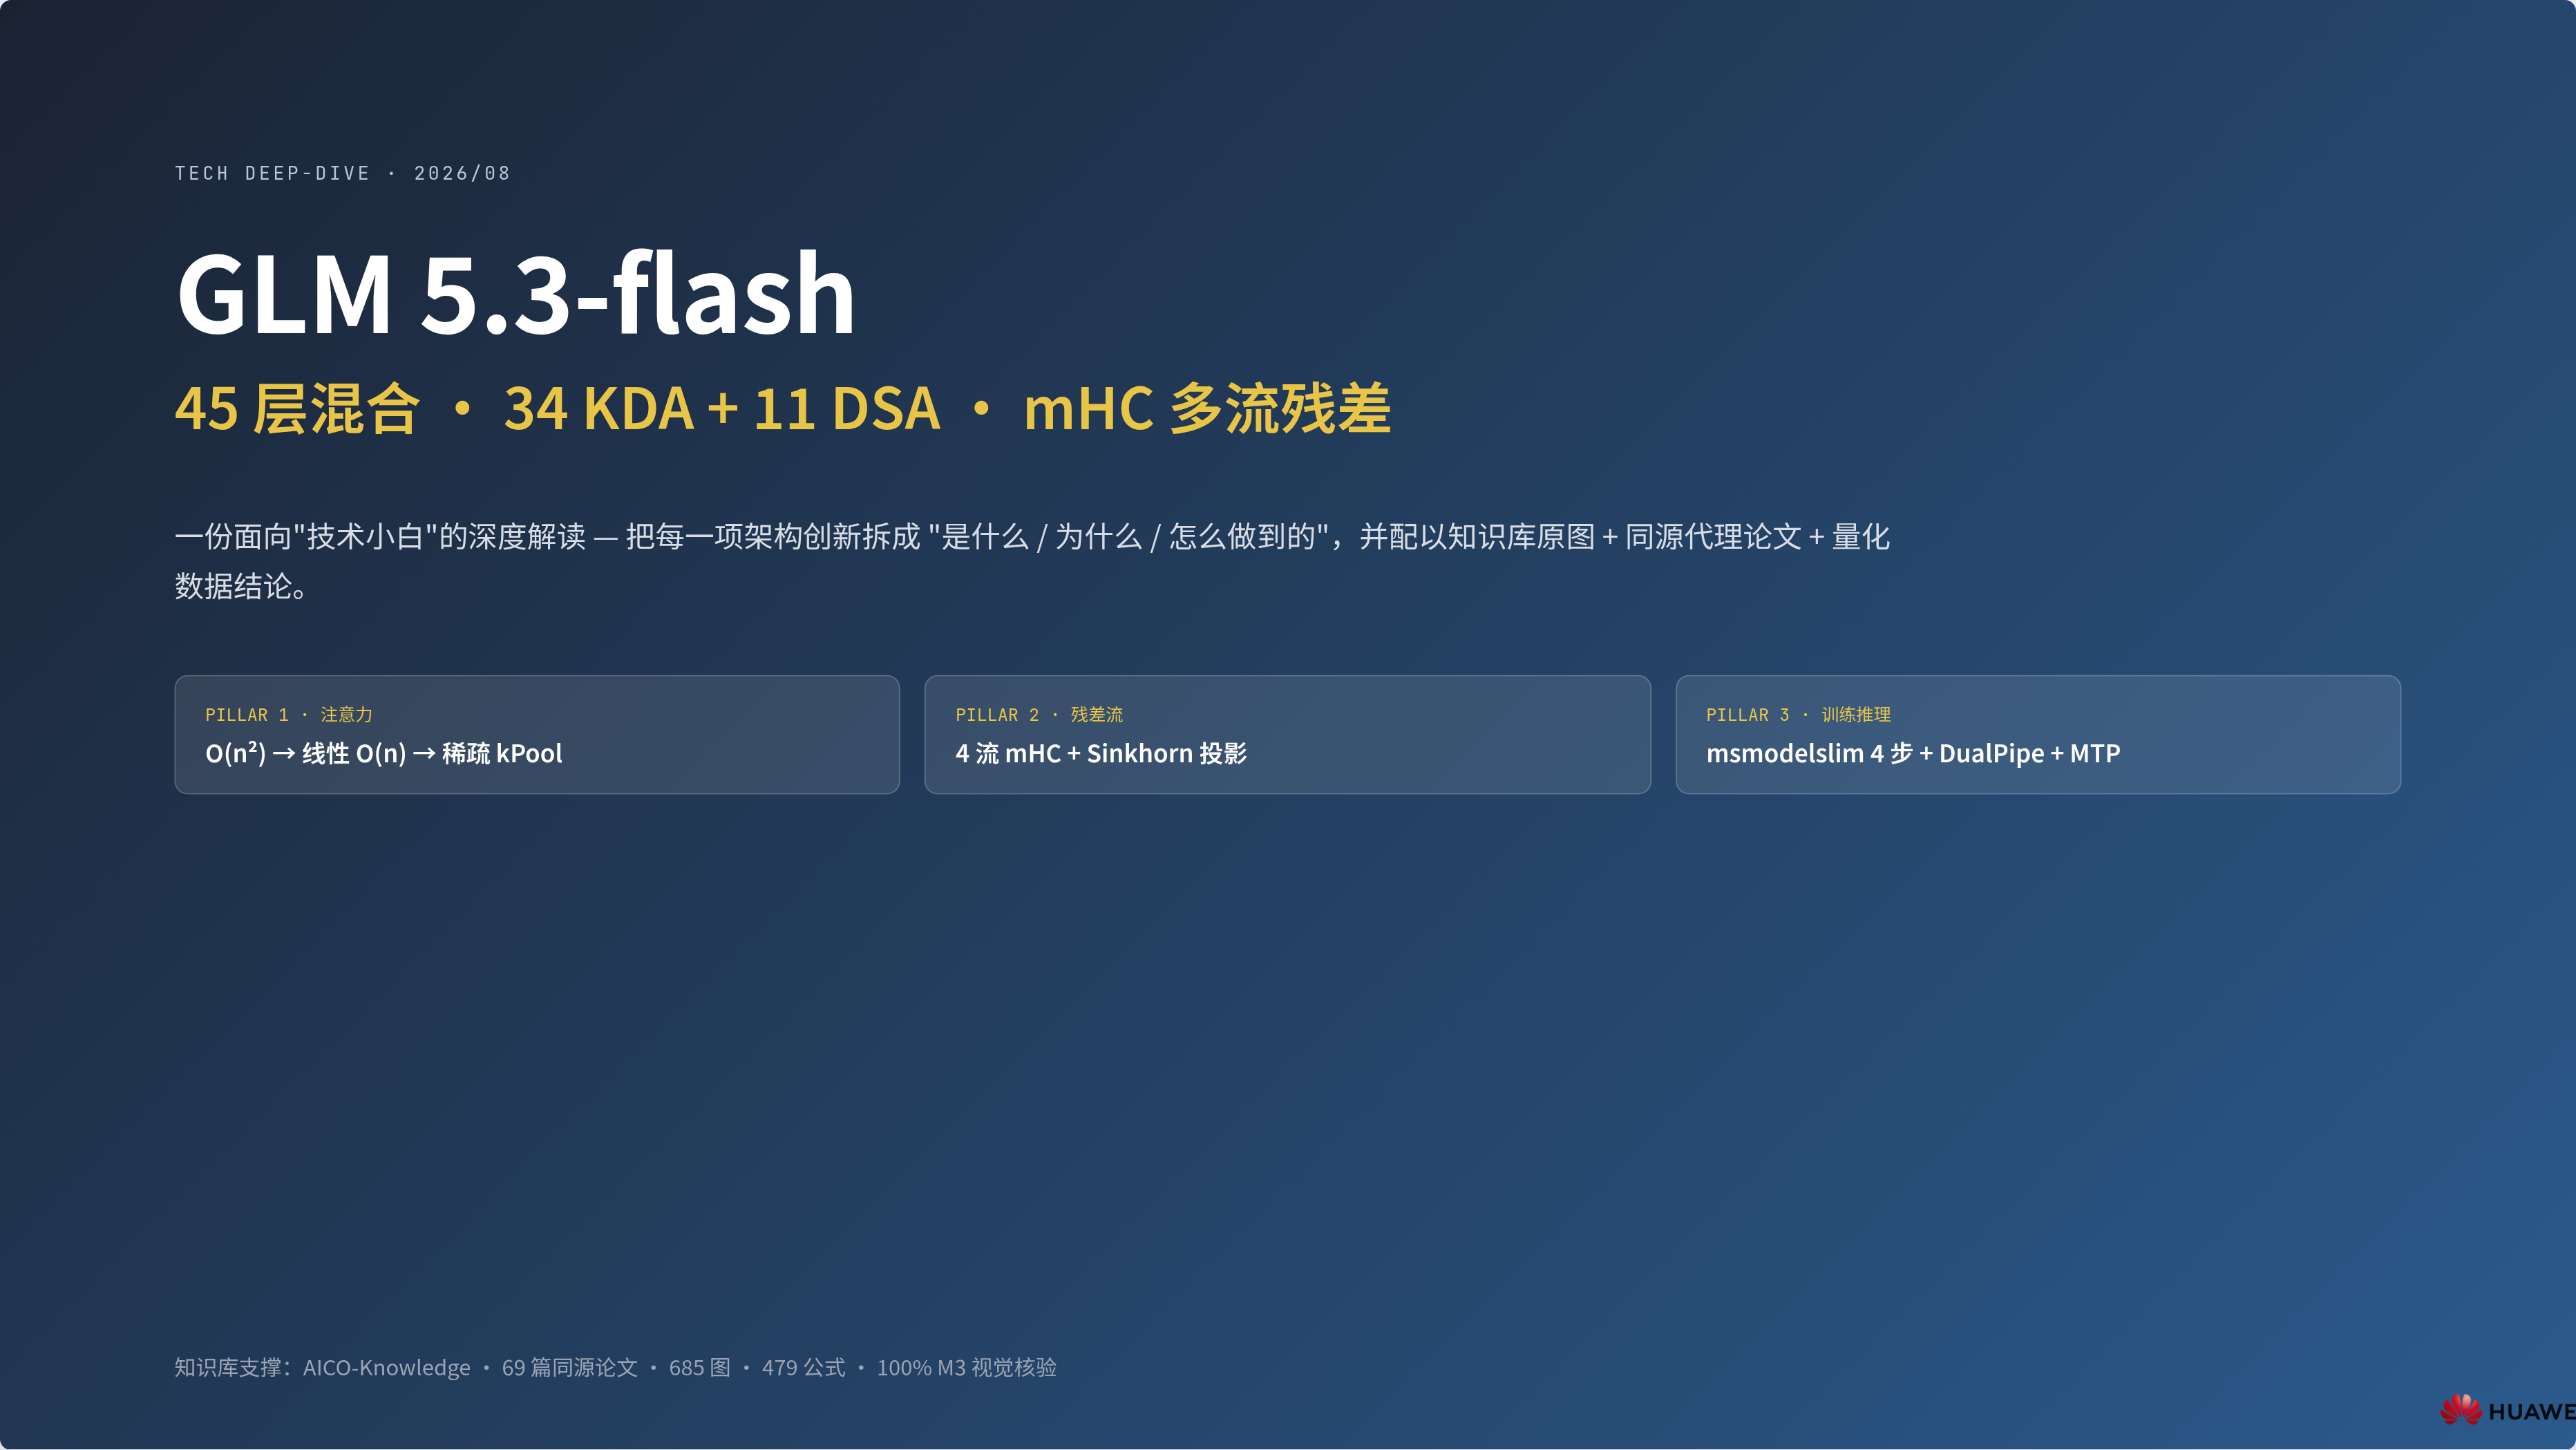 TECH DEEP-DIVE · 2026/08
GLM 5.3-flash
45 层混合 · 34 KDA + 11 DSA · mHC 多流残差
一份面向"技术小白"的深度解读 — 把每一项架构创新拆成 "是什么 / 为什么 / 怎么做到的"，并配以知识库原图 + 同源代理论文 + 量化
数据结论。
PILLAR 1 · 注意力
O(n²) → 线性 O(n) → 稀疏 kPool
PILLAR 2 · 残差流
4 流 mHC + Sinkhorn 投影
PILLAR 3 · 训练推理
msmodelslim 4 步 + DualPipe + MTP
知识库支撑：AICO-Knowledge · 69 篇同源论文 · 685 图 · 479 公式 · 100% M3 视觉核验
HUAWE